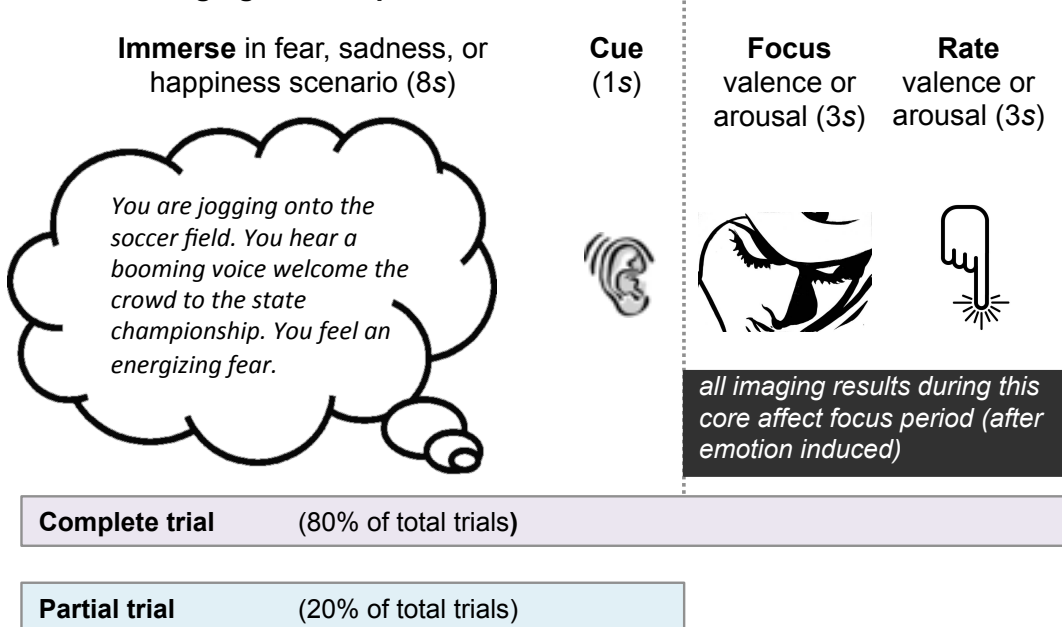 Immerse in fear, sadness, or
happiness scenario (8s)
Cue
(1s)
Focus
valence or
arousal (3s)
Rate
valence or
arousal (3s)
You are jogging onto the
soccer field. You hear a
booming voice welcome the
crowd to the state
championship. You feel an
energizing fear.
all imaging results during this
core affect focus period (after
emotion induced)
Complete trial (80% of total trials)
Partial trial (20% of total trials)